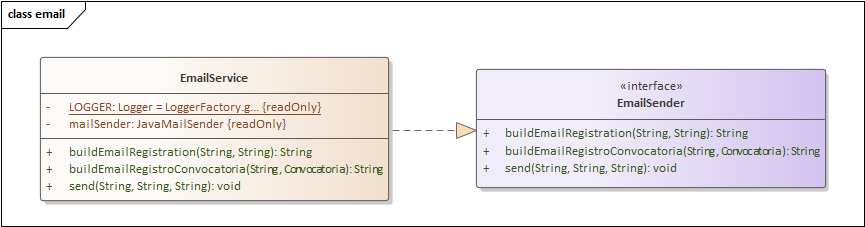 class email
EmailService
- LOGGER: Logger = LoggerFactory.g... {readOnly}
- mailSender: JavaMailSender {readOnly}
+ buildEmailRegistration(String, String): String
+ buildEmailRegistroConvocatoria(String, Convocatoria): String
+ send(String, String, String): void
«interface»
EmailSender
+ buildEmailRegistration(String, String): String
+ buildEmailRegistroConvocatoria(String, Convocatoria): String
+ send(String, String, String): void